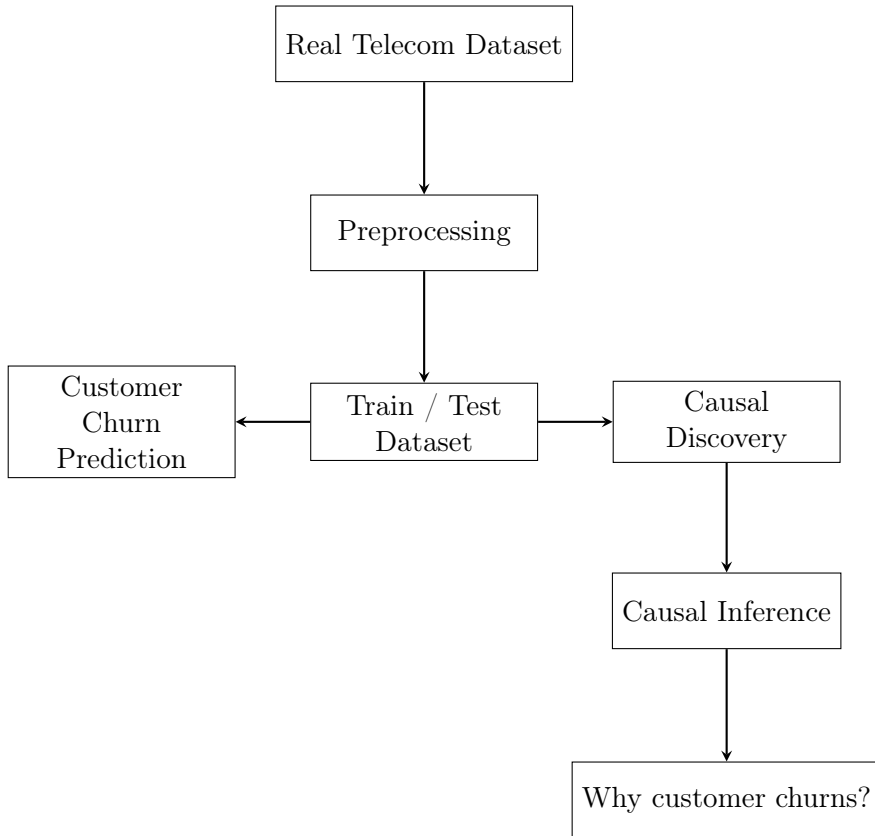 Real Telecom Dataset
Preprocessing
Customer
Churn
Prediction
Train / Test
Dataset
Causal
Discovery
Causal Inference
Why customer churns?